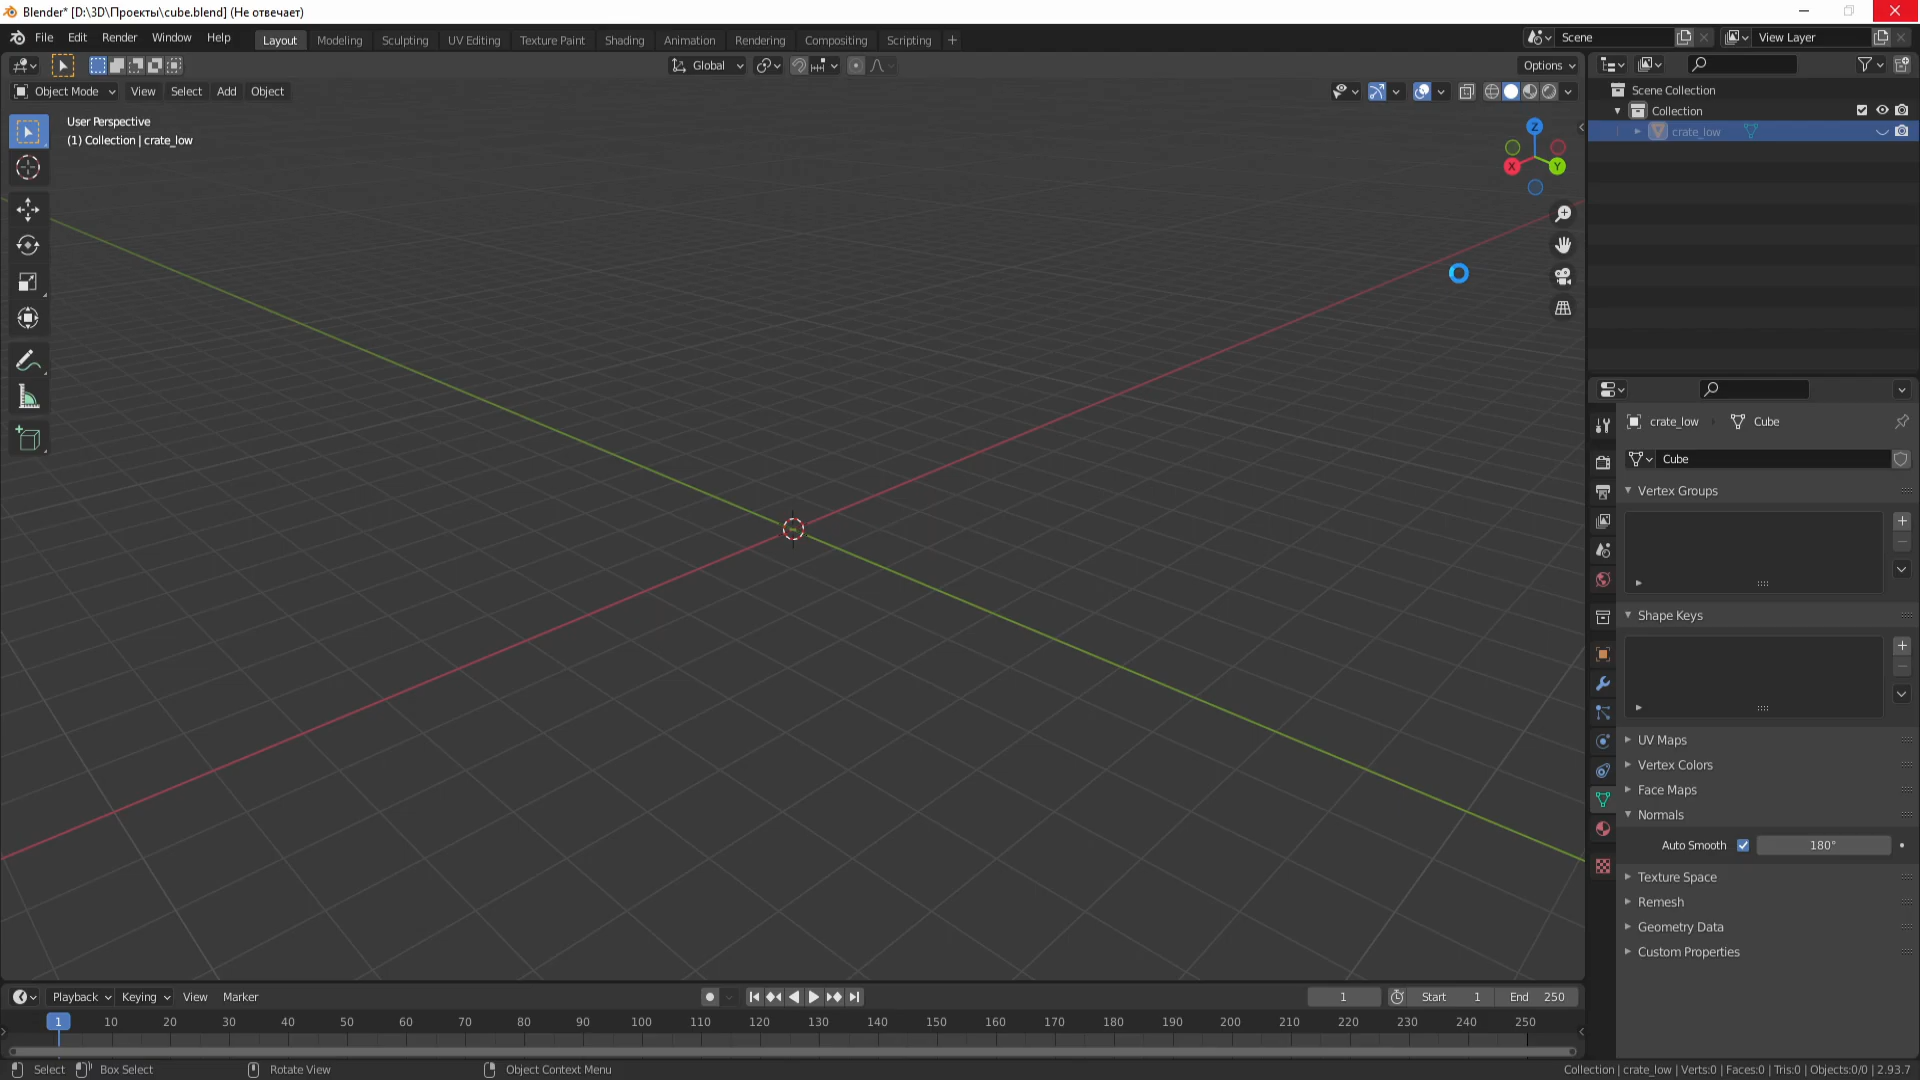 Blender* [D:\3D\Проекты\cube.blend] (Не отвечает)
File Edit Render Window Help Layout Modeling Sculpting UV Editing Texture Paint Shading Animation Rendering Compositing Scripting + Scene View Layer
Global Options
Object Mode View Select Add Object
User Perspective
(1) Collection | crate_low
Z
X Y
Scene Collection
Collection
crate_low
crate_low Cube
Cube
Vertex Groups
Shape Keys
UV Maps
Vertex Colors
Face Maps
Normals
Auto Smooth 180°
Texture Space
Remesh
Geometry Data
Custom Properties
Playback Keying View Marker 1 Start 1 End 250
1 10 20 30 40 50 60 70 80 90 100 110 120 130 140 150 160 170 180 190 200 210 220 230 240 250
Select Box Select Rotate View Object Context Menu Collection | crate_low | Verts:0 | Faces:0 | Tris:0 | Objects:0/0 | 2.93.7